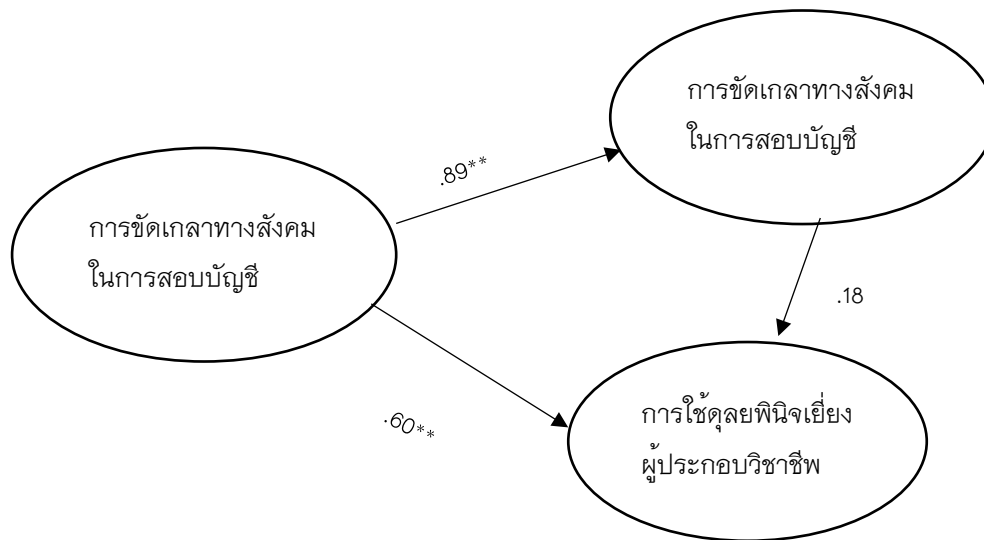 การขัดเกลาทางสังคม
ในการสอบบัญชี
.89**
การขัดเกลาทางสังคม
ในการสอบบัญชี
.18
.60**
การใช้ดุลยพินิจเยี่ยง
ผู้ประกอบวิชาชีพ